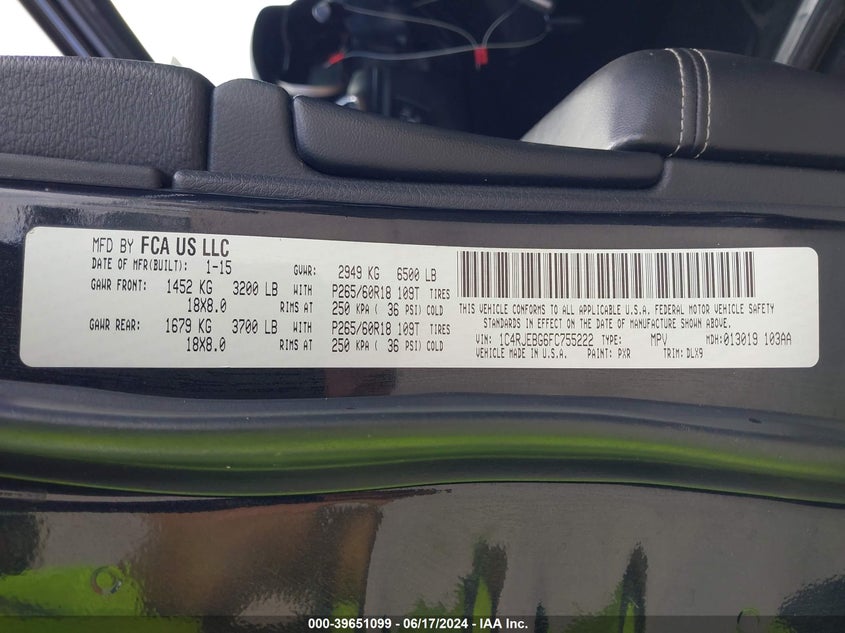 MFD BY FCA US LLC
DATE OF MFR(BUILT): 1-15 GVWR: 2949 KG 6500 LB
GAWR FRONT: 1452 KG 3200 LB WITH P265/60R18 109T TIRES
18X8.0 RIMS AT 250 KPA ( 36 PSI) COLD
GAWR REAR: 1679 KG 3700 LB WITH P265/60R18 109T TIRES
18X8.0 RIMS AT 250 KPA ( 36 PSI) COLD
THIS VEHICLE CONFORMS TO ALL APPLICABLE U.S.A. FEDERAL MOTOR VEHICLE SAFETY
STANDARDS IN EFFECT ON THE DATE OF MANUFACTURE SHOWN ABOVE.
VIN: 1C4RJEBG6FC755222 TYPE: MPV MDH:013019 103AA
VEHICLE MADE IN U.S.A. PAINT: PXR TRIM: DLX9
000-39651099 - 06/17/2024 - IAA Inc.